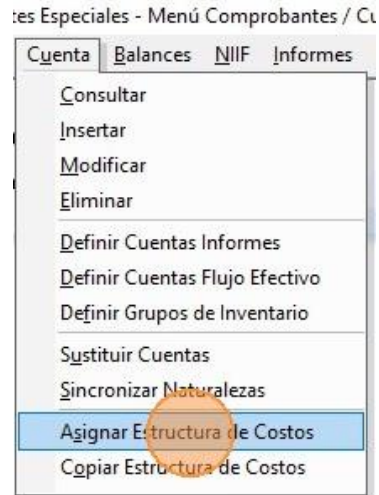 tes Especiales - Menú Comprobantes / Cu
Cuenta Balances NIIF Informes
Consultar
Insertar
Modificar
Eliminar
Definir Cuentas Informes
Definir Cuentas Flujo Efectivo
Definir Grupos de Inventario
Sustituir Cuentas
Sincronizar Naturalezas
Asignar Estructura de Costos
Copiar Estructura de Costos